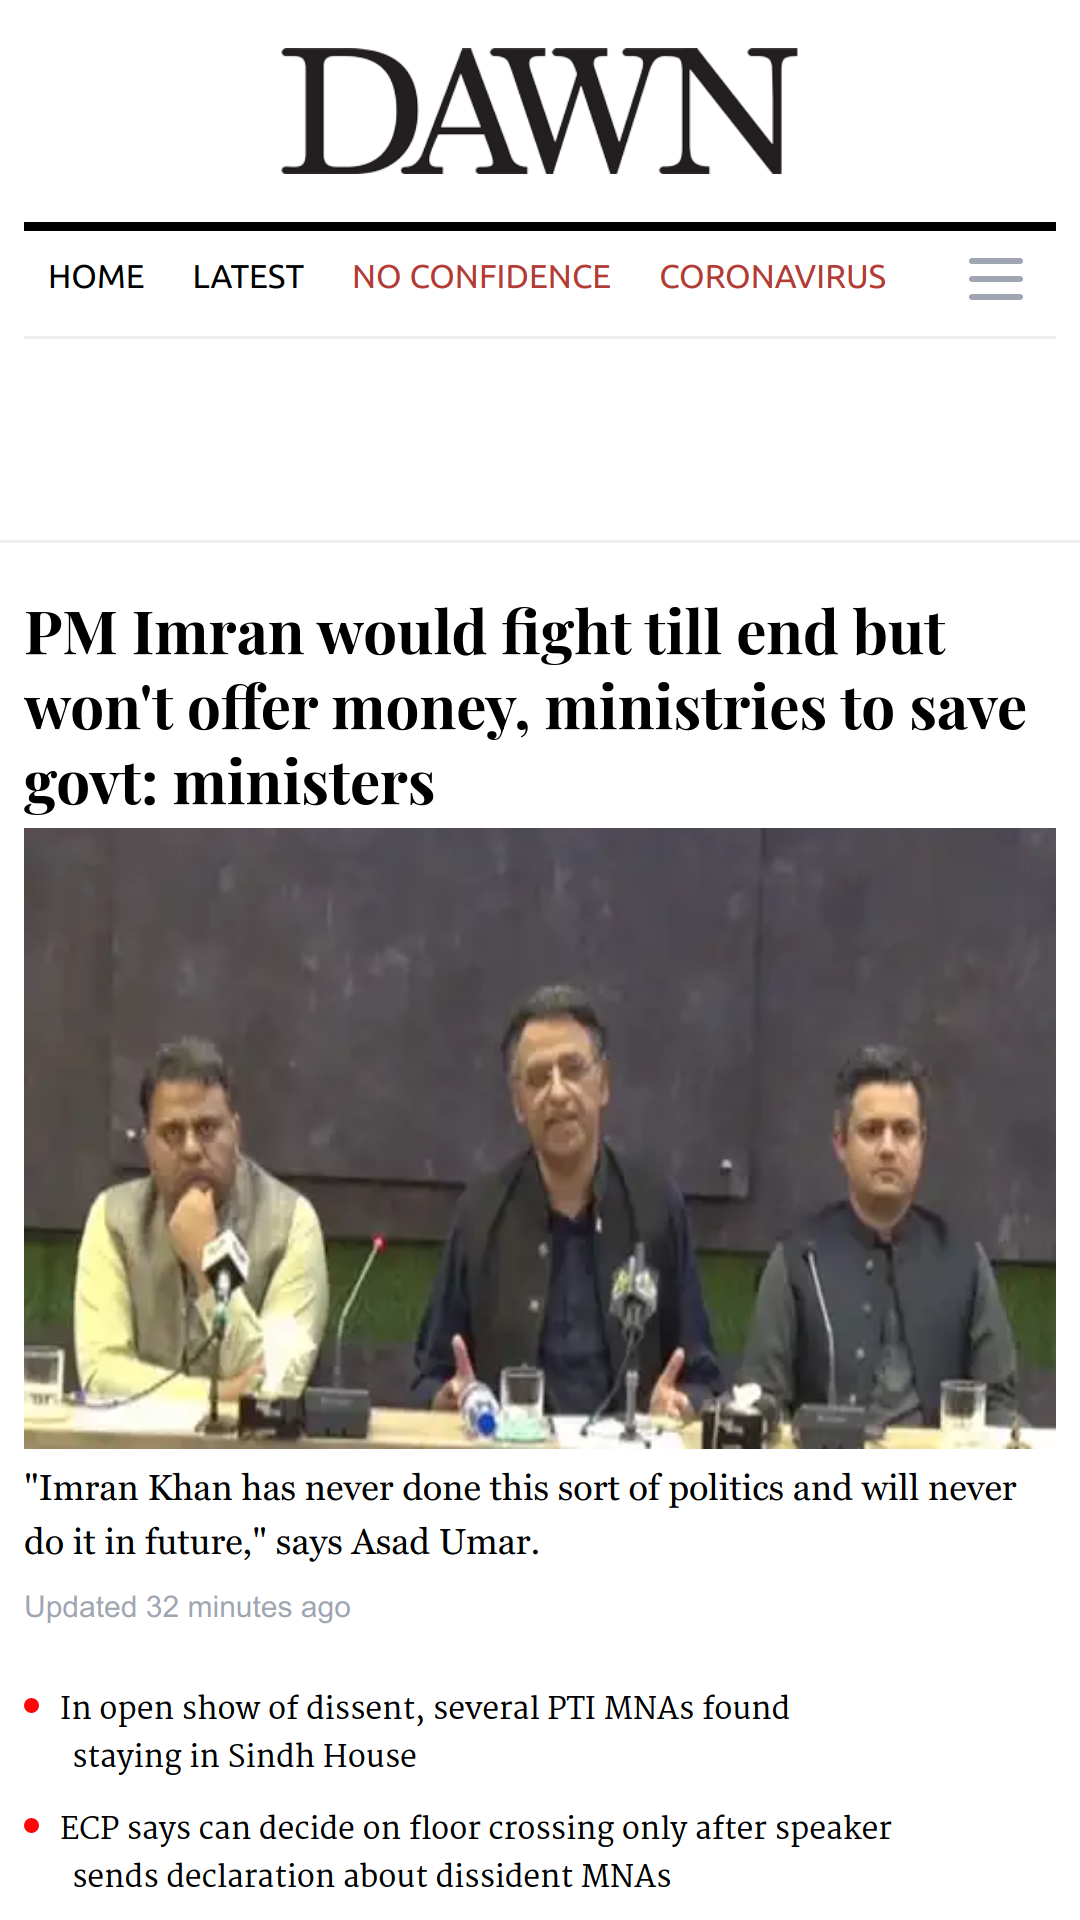 DAWN
HOME LATEST NO CONFIDENCE CORONAVIRUS
PM Imran would fight till end but
won't offer money, ministries to save
govt: ministers
"Imran Khan has never done this sort of politics and will never
do it in future," says Asad Umar.
Updated 32 minutes ago
In open show of dissent, several PTI MNAs found
staying in Sindh House
ECP says can decide on floor crossing only after speaker
sends declaration about dissident MNAs